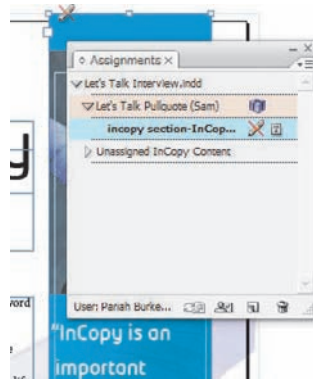 Assignments ×
Let's Talk Interview.indd
Let's Talk Pullquote (Sam)
incopy section-InCop...
Unassigned InCopy Content
User: Pariah Burke...
word
"InCopy is an
important